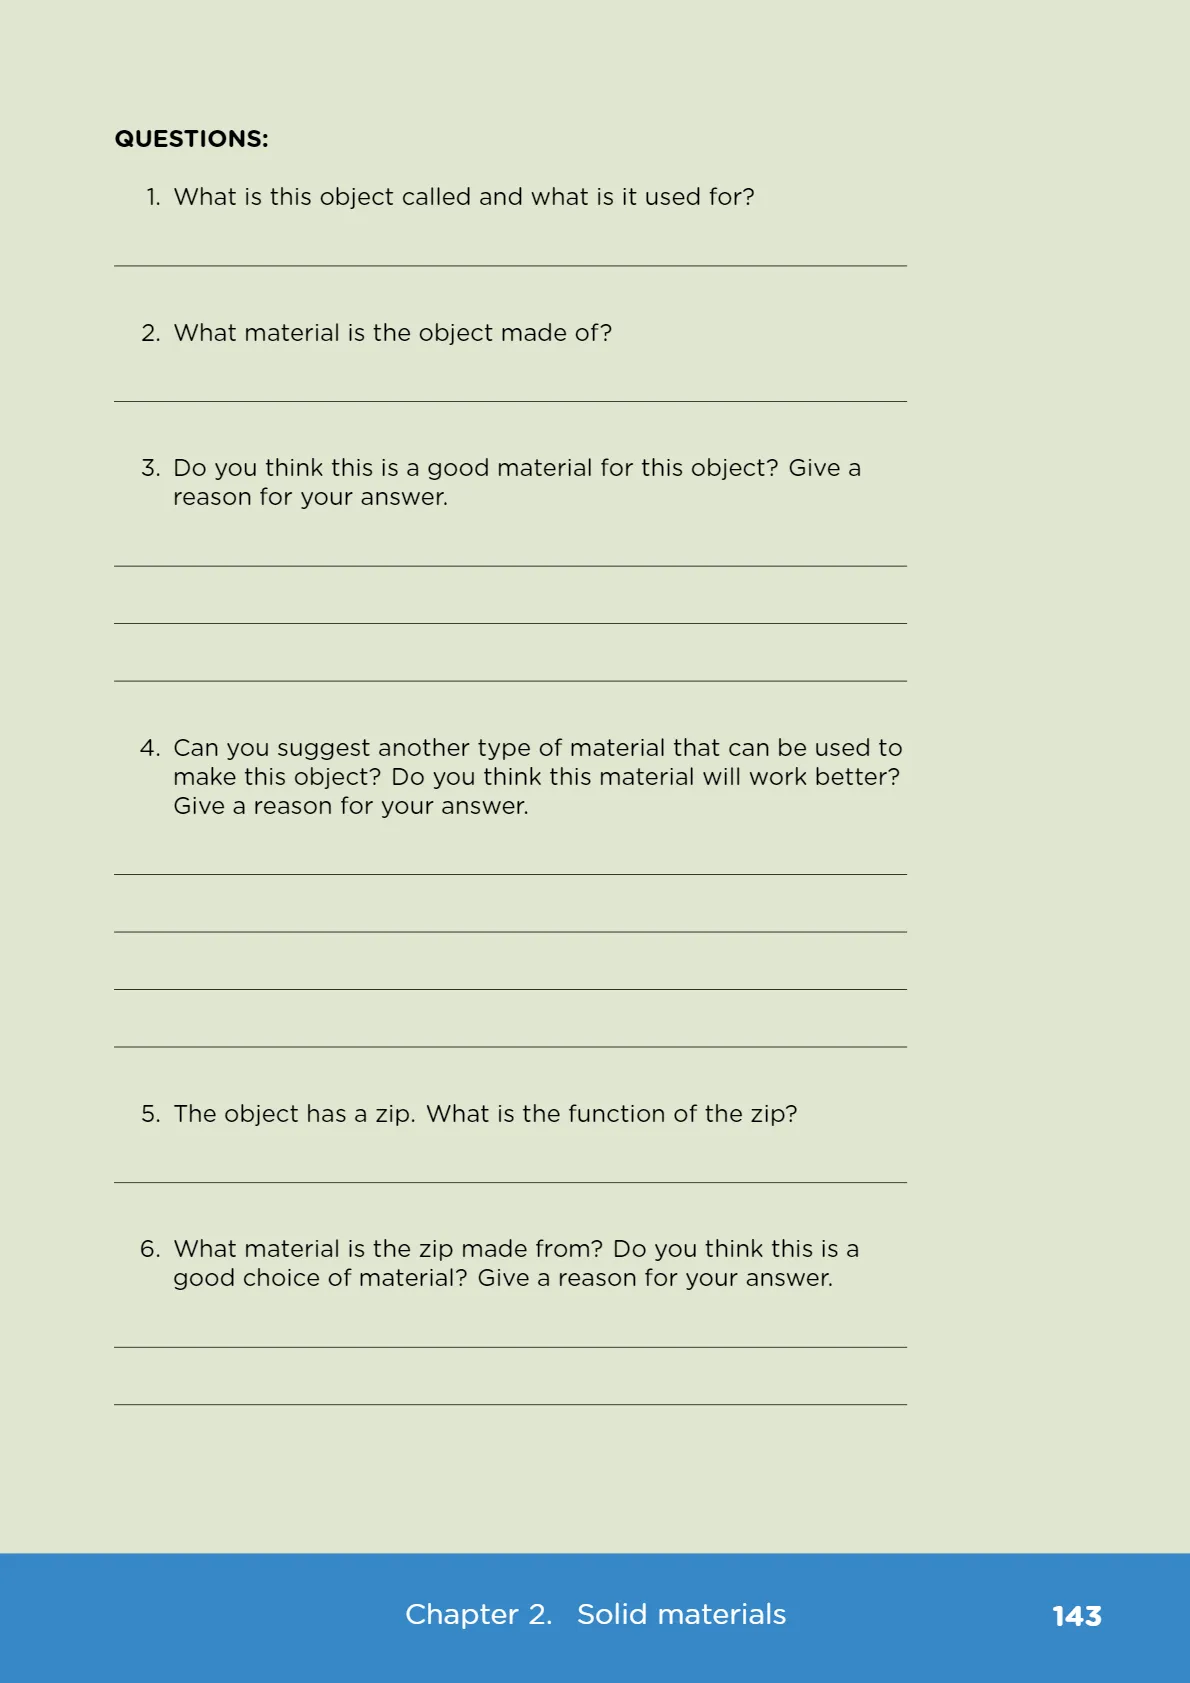 QUESTIONS:
1. What is this object called and what is it used for?
2. What material is the object made of?
3. Do you think this is a good material for this object? Give a
reason for your answer.
4. Can you suggest another type of material that can be used to
make this object? Do you think this material will work better?
Give a reason for your answer.
5. The object has a zip. What is the function of the zip?
6. What material is the zip made from? Do you think this is a
good choice of material? Give a reason for your answer.
Chapter 2. Solid materials
143